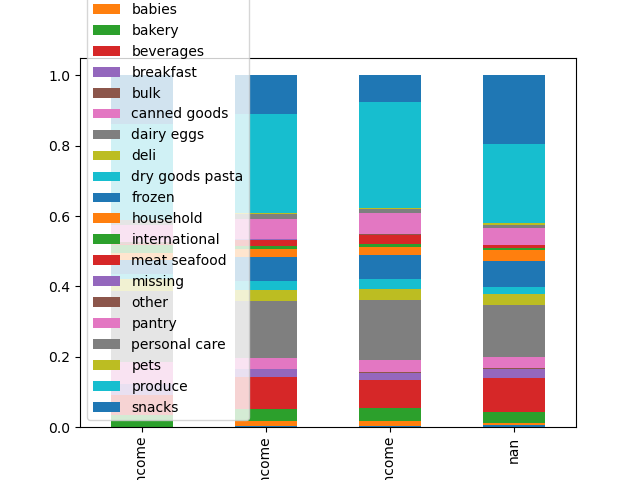 babies
bakery
beverages
breakfast
bulk
canned goods
dairy eggs
deli
dry goods pasta
frozen
household
international
meat seafood
missing
other
pantry
personal care
pets
produce
snacks
1.0
0.8
0.6
0.4
0.2
0.0
ncome
ncome
ncome
nan